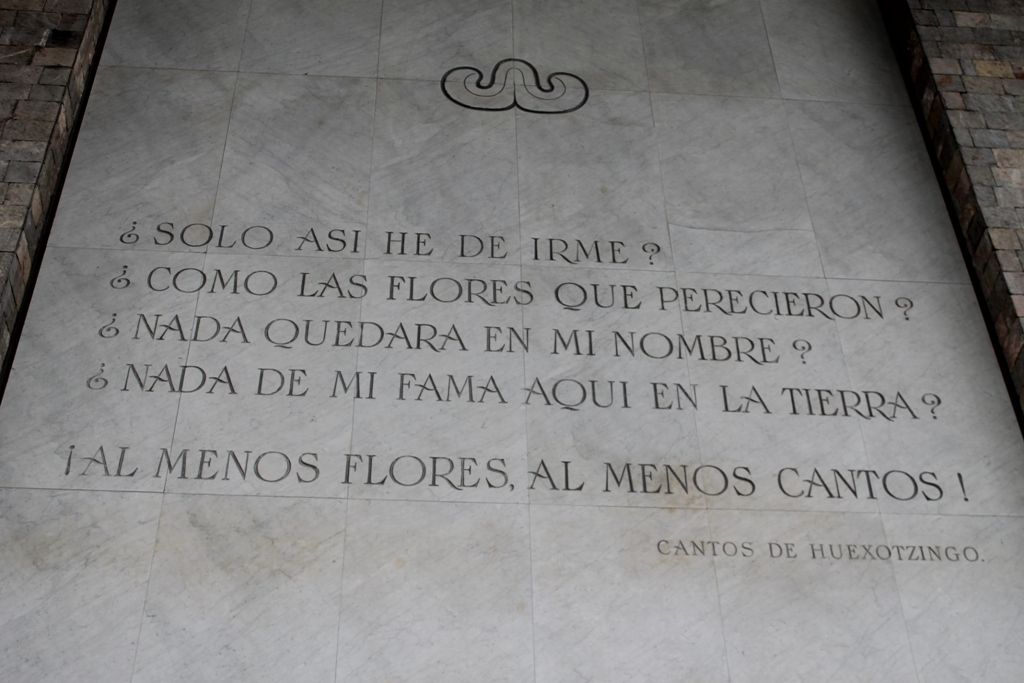 ¿SOLO ASI HE DE IRME?
¿COMO LAS FLORES QUE PERECIERON?
¿NADA QUEDARA EN MI NOMBRE?
¿NADA DE MI FAMA AQUI EN LA TIERRA?
¡AL MENOS FLORES, AL MENOS CANTOS!
CANTOS DE HUEXOTZINGO.